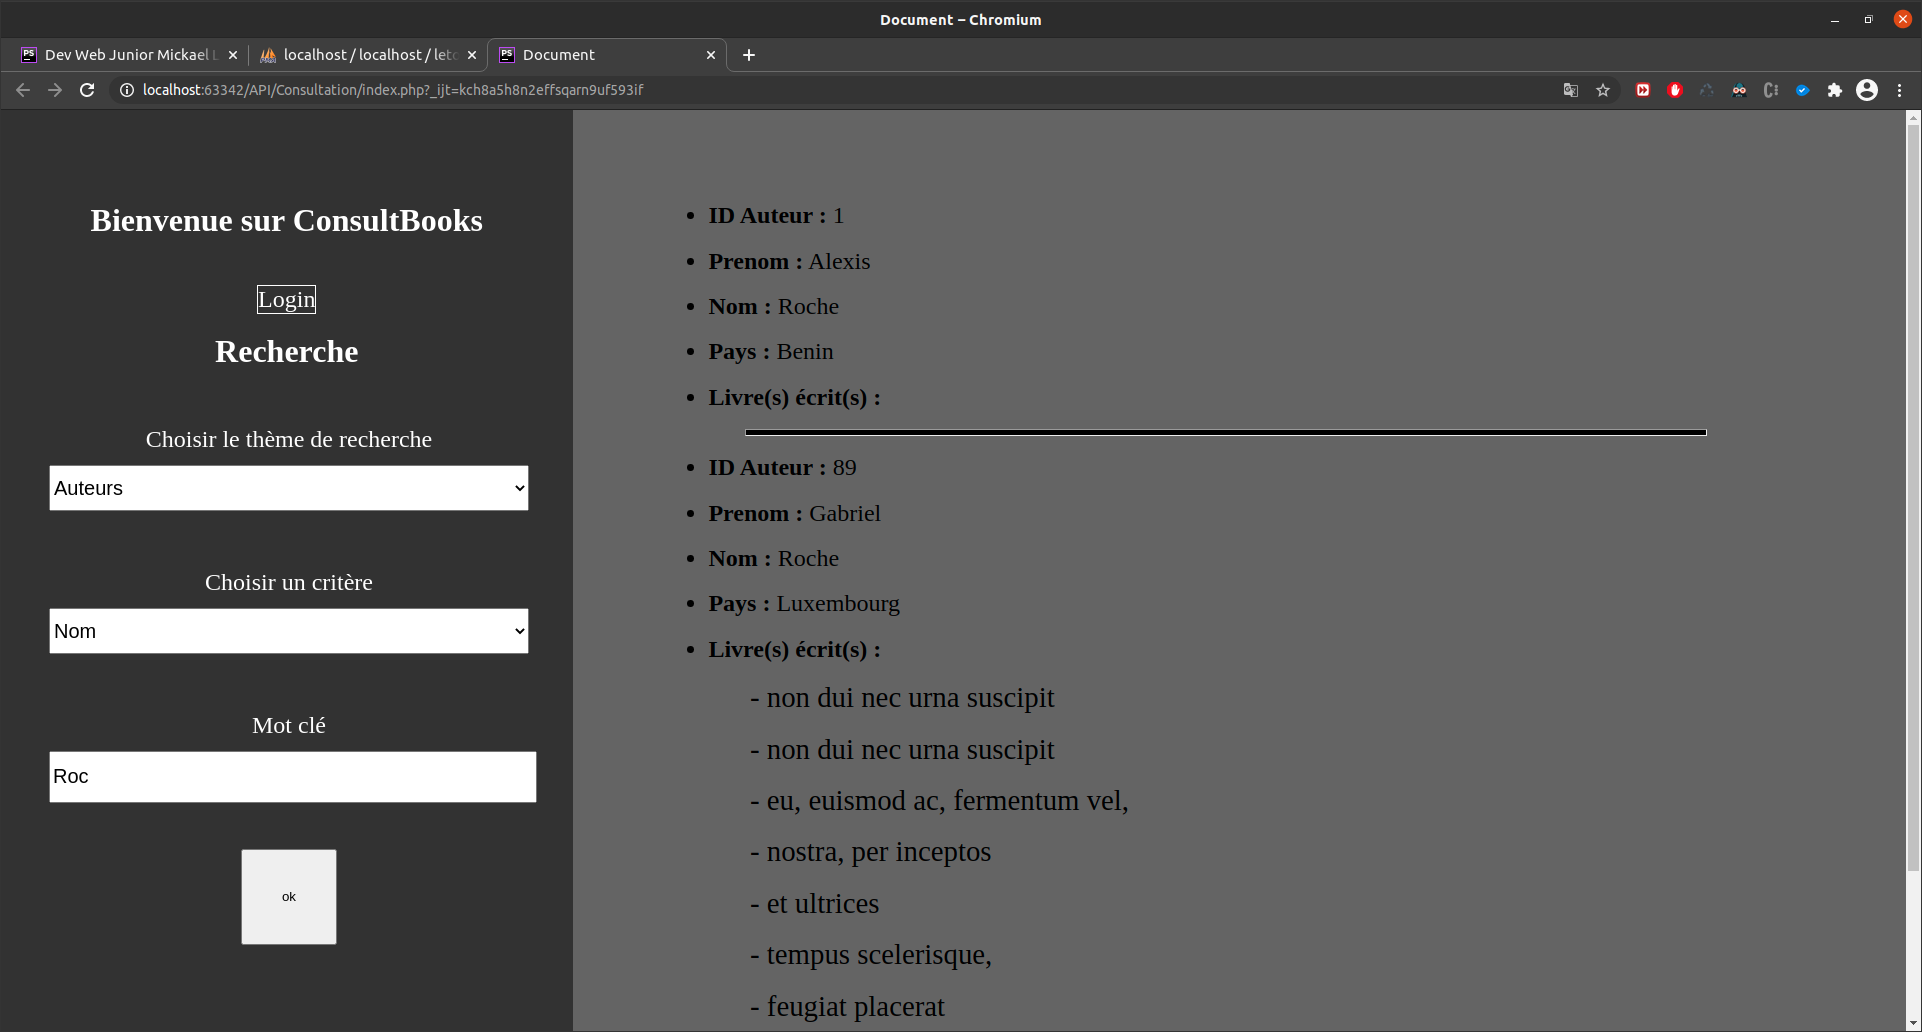 Document – Chromium
Dev Web Junior Mickael
localhost / localhost / leto
Document
localhost:63342/API/Consultation/index.php?_ijt=kch8a5h8n2effsqarn9uf593if
Bienvenue sur ConsultBooks
Login
Recherche
Choisir le thème de recherche
Auteurs
Choisir un critère
Nom
Mot clé
Roc
ok
ID Auteur : 1
Prenom : Alexis
Nom : Roche
Pays : Benin
Livre(s) écrit(s) :
ID Auteur : 89
Prenom : Gabriel
Nom : Roche
Pays : Luxembourg
Livre(s) écrit(s) :
- non dui nec urna suscipit
- non dui nec urna suscipit
- eu, euismod ac, fermentum vel,
- nostra, per inceptos
- et ultrices
- tempus scelerisque,
- feugiat placerat